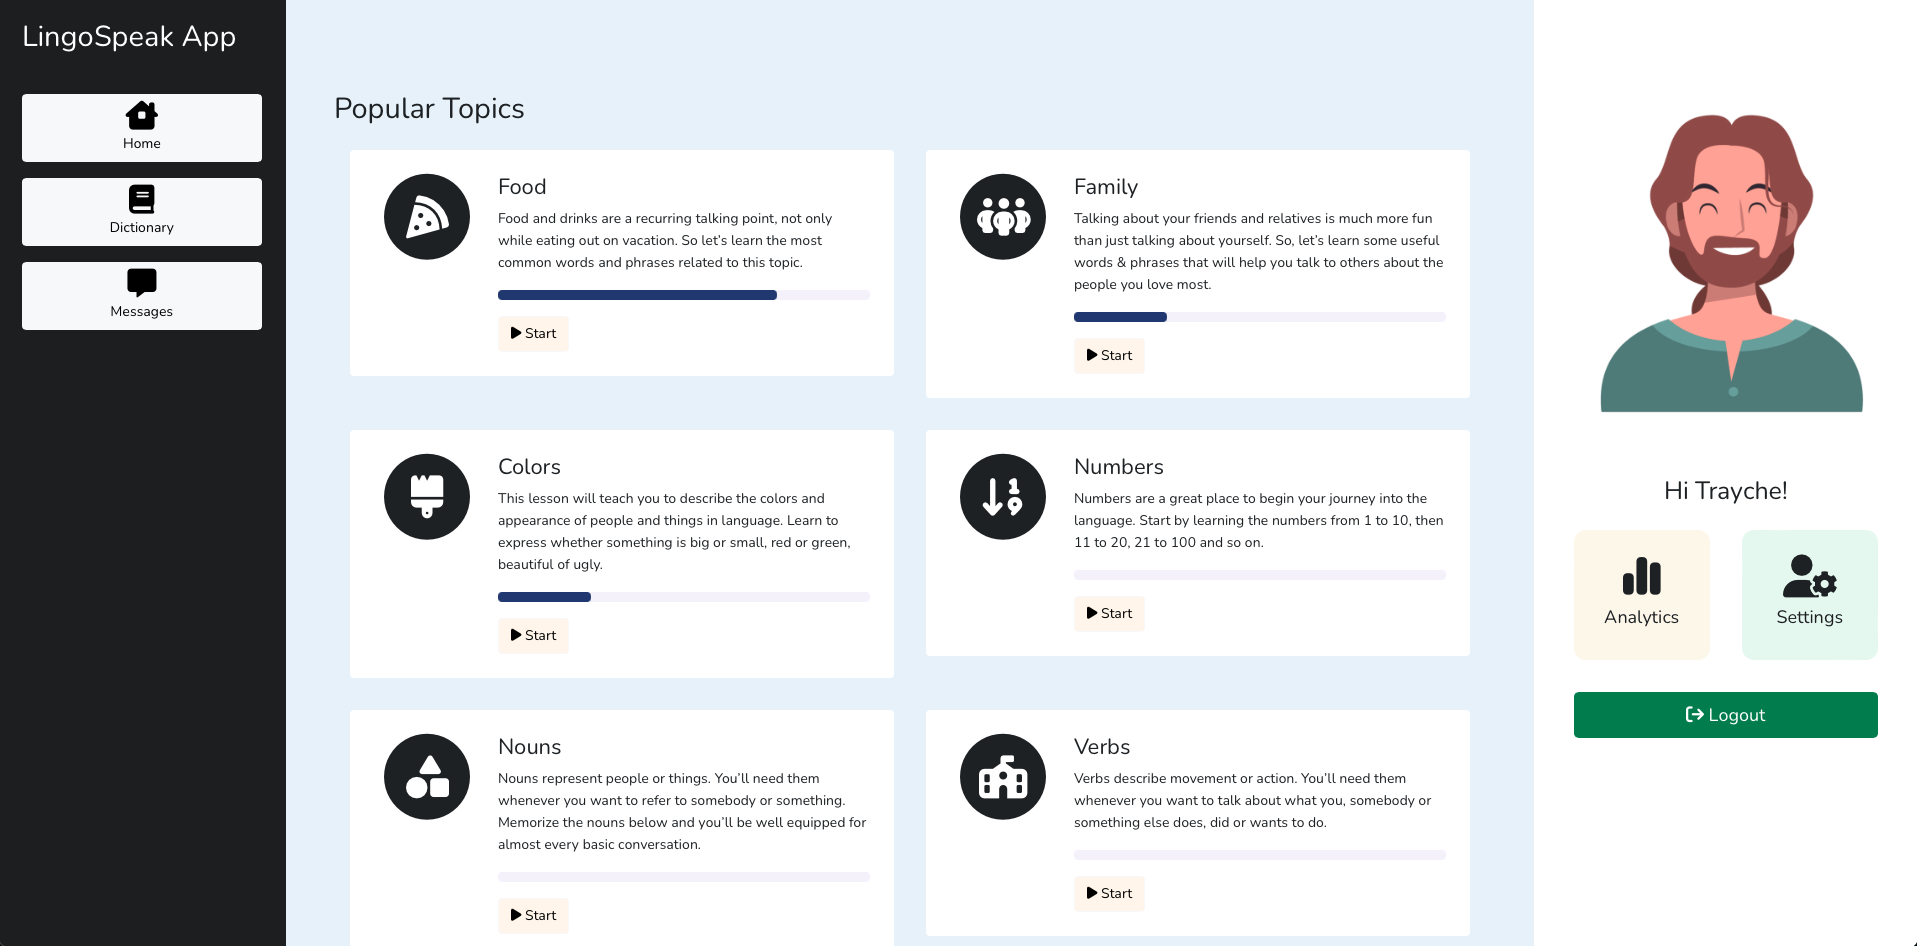 LingoSpeak App
Home
Dictionary
Messages
Popular Topics
Food
Food and drinks are a recurring talking point, not only
while eating out on vacation. So let’s learn the most
common words and phrases related to this topic.
Start
Family
Talking about your friends and relatives is much more fun
than just talking about yourself. So, let’s learn some useful
words & phrases that will help you talk to others about the
people you love most.
Start
Colors
This lesson will teach you to describe the colors and
appearance of people and things in language. Learn to
express whether something is big or small, red or green,
beautiful of ugly.
Start
Numbers
Numbers are a great place to begin your journey into the
language. Start by learning the numbers from 1 to 10, then
11 to 20, 21 to 100 and so on.
Start
Nouns
Nouns represent people or things. You’ll need them
whenever you want to refer to somebody or something.
Memorize the nouns below and you’ll be well equipped for
almost every basic conversation.
Start
Verbs
Verbs describe movement or action. You’ll need them
whenever you want to talk about what you, somebody or
something else does, did or wants to do.
Start
Hi Trayche!
Analytics
Settings
Logout